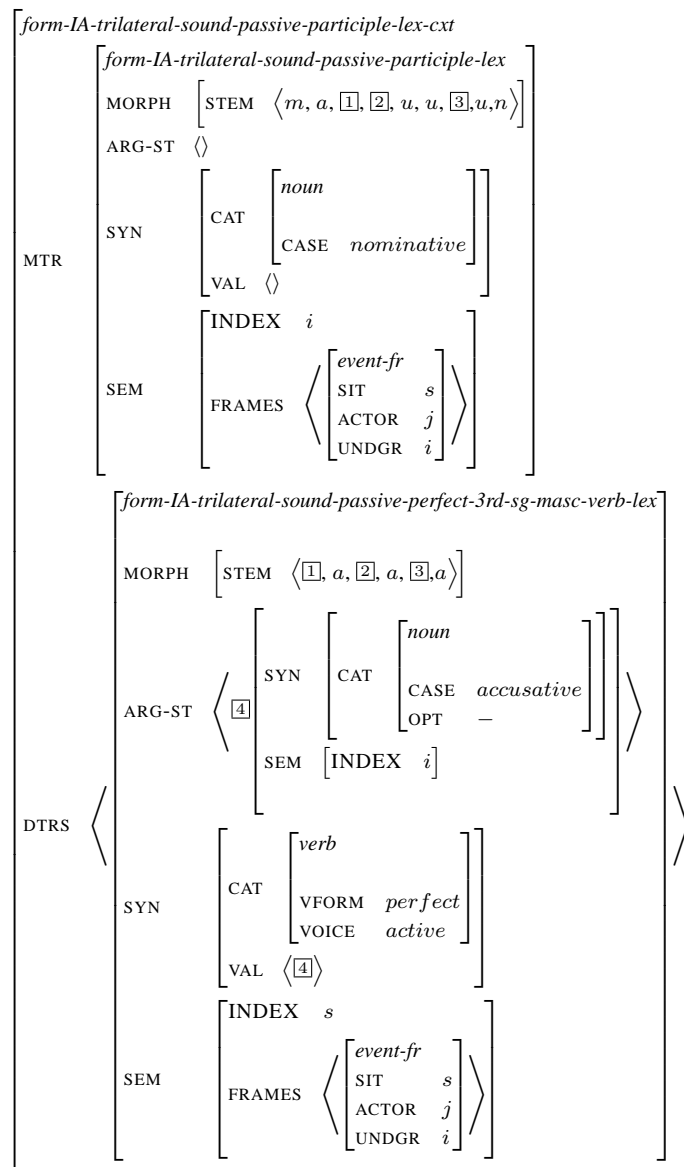 form-IA-trilateral-sound-passive-participle-lex-cxt
form-IA-trilateral-sound-passive-participle-lex
MORPH [STEM ⟨m, a, 1, 2, u, u, 3,u,n⟩]
ARG-ST ⟨⟩
noun
CAT
SYN
CASE nominative
MTR
VAL ⟨⟩
INDEX i
event-fr
SIT s
SEM
FRAMES
ACTOR j
UNDGR i
form-IA-trilateral-sound-passive-perfect-3rd-sg-masc-verb-lex
MORPH [STEM ⟨1, a, 2, a, 3,a⟩]
noun
SYN CAT
CASE accusative
ARG-ST 4
OPT −
SEM [INDEX i]
DTRS
verb
CAT
VFORM perfect
SYN
VOICE active
VAL ⟨4⟩
INDEX s
event-fr
SIT s
SEM
FRAMES
ACTOR j
UNDGR i